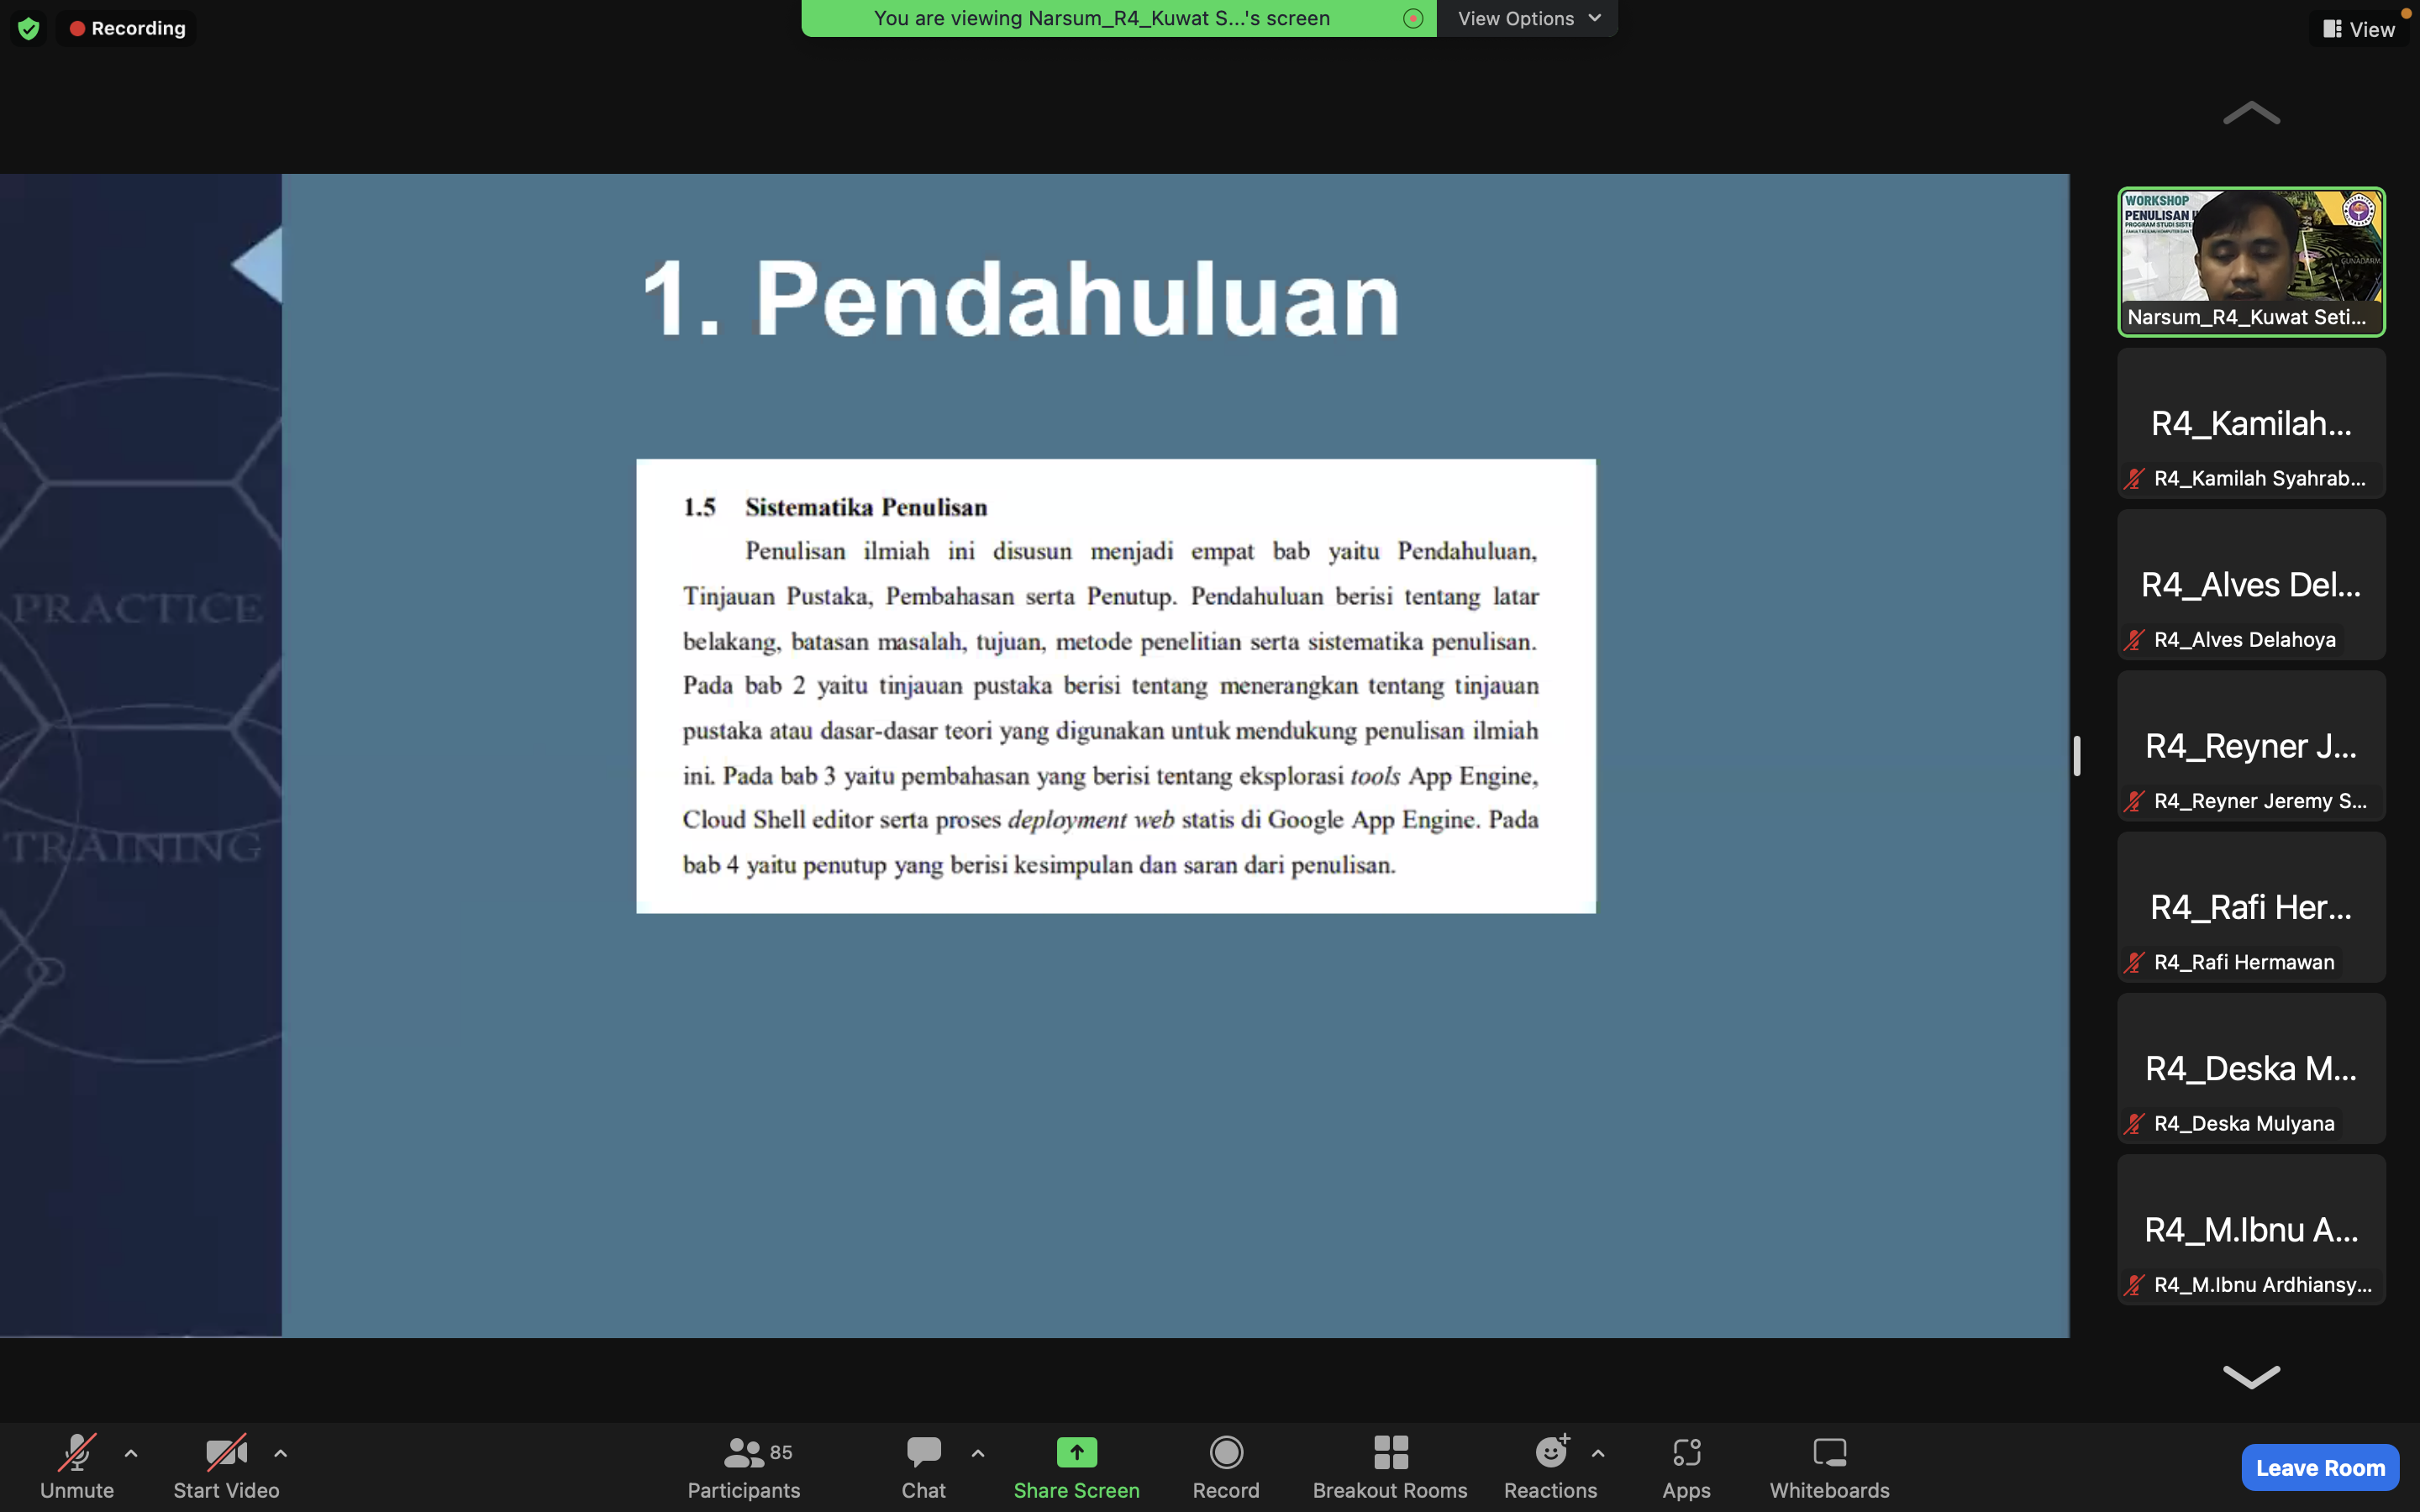 Recording
You are viewing Narsum_R4_Kuwat S...'s screen
View Options
View
PRACTICE
TRAINING
1. Pendahuluan
1.5 Sistematika Penulisan
Penulisan ilmiah ini disusun menjadi empat bab yaitu Pendahuluan,
Tinjauan Pustaka, Pembahasan serta Penutup. Pendahuluan berisi tentang latar
belakang, batasan masalah, tujuan, metode penelitian serta sistematika penulisan.
Pada bab 2 yaitu tinjauan pustaka berisi tentang menerangkan tentang tinjauan
pustaka atau dasar-dasar teori yang digunakan untuk mendukung penulisan ilmiah
ini. Pada bab 3 yaitu pembahasan yang berisi tentang eksplorasi tools App Engine,
Cloud Shell editor serta proses deployment web statis di Google App Engine. Pada
bab 4 yaitu penutup yang berisi kesimpulan dan saran dari penulisan.
WORKSHOP
PENULISAN
PROGRAM STUDI
Narsum_R4_Kuwat Seti...
R4_Kamilah...
R4_Kamilah Syahrab...
R4_Alves Del...
R4_Alves Delahoya
R4_Reyner J...
R4_Reyner Jeremy S...
R4_Rafi Her...
R4_Rafi Hermawan
R4_Deska M...
R4_Deska Mulyana
R4_M.Ibnu A...
R4_M.Ibnu Ardhiansy...
Unmute
Start Video
85
Participants
Chat
Share Screen
Record
Breakout Rooms
Reactions
Apps
Whiteboards
Leave Room